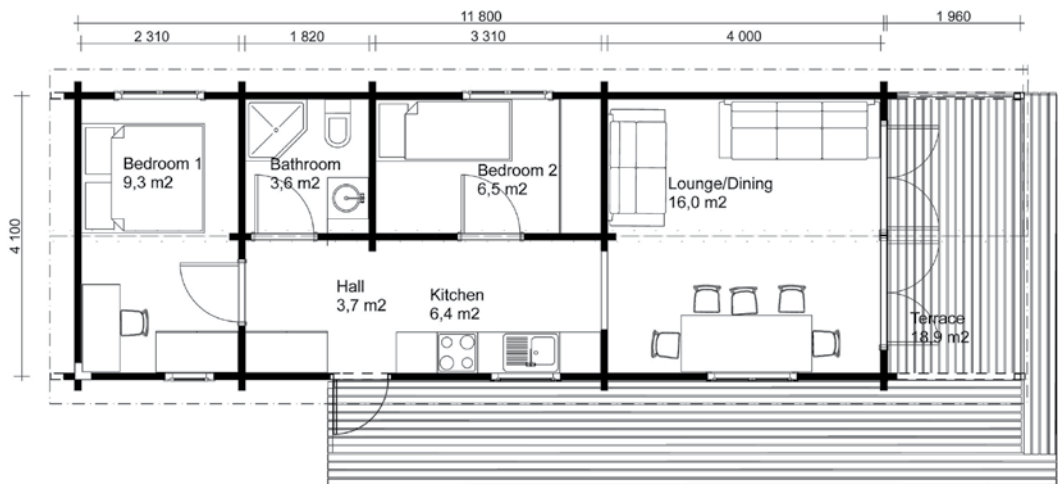 11 800
1 960
2 310
1 820
3 310
4 000
4 100
Bedroom 1
9,3 m2
Bathroom
3,6 m2
Bedroom 2
6,5 m2
Lounge/Dining
16,0 m2
Hall
3,7 m2
Kitchen
6,4 m2
Terrace
18,9 m2